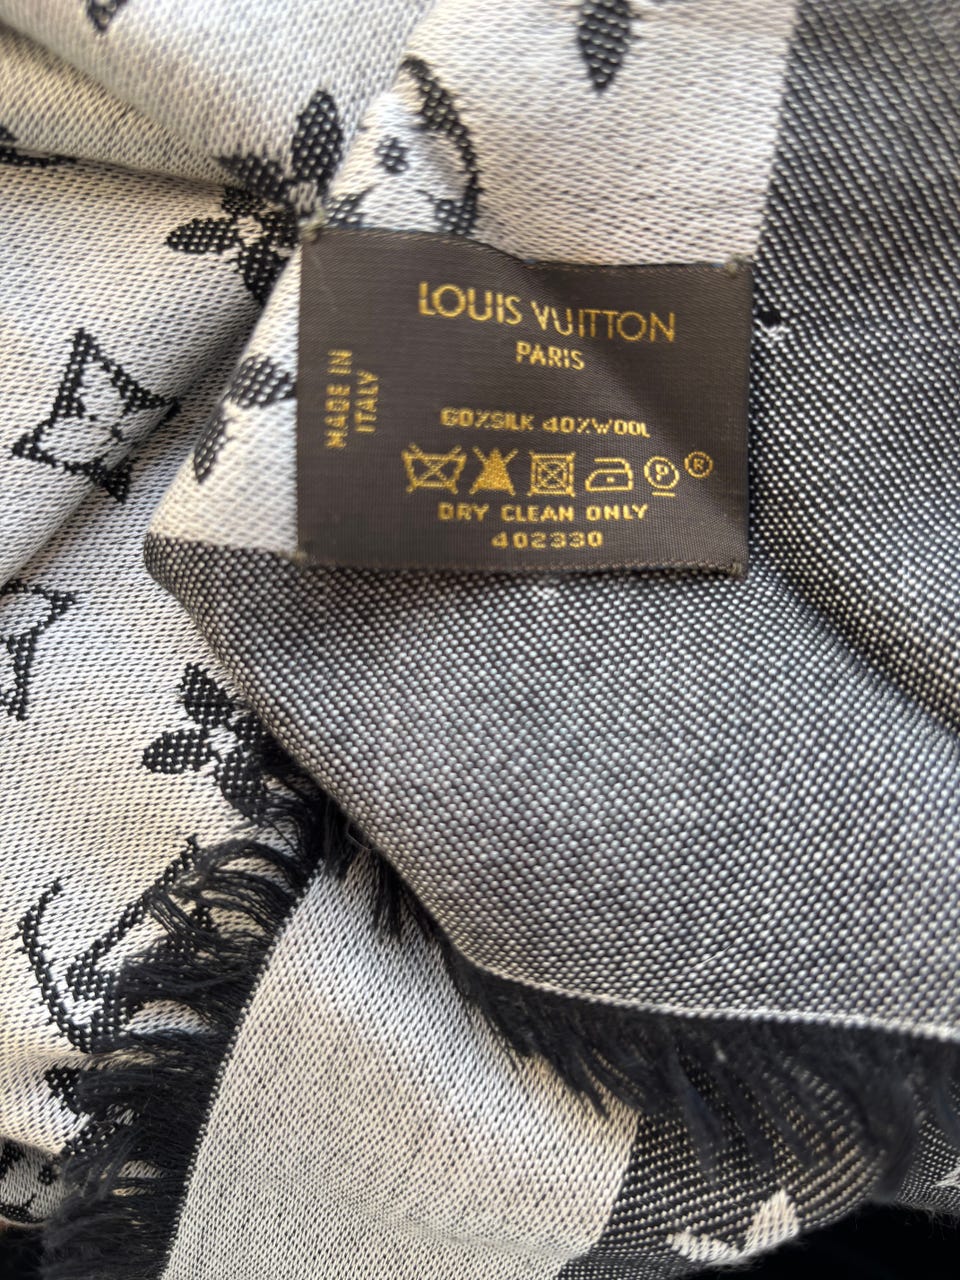 LOUIS VUITTON
PARIS
MADE IN
ITALY
60%SILK 40%WOOL
P ®
DRY CLEAN ONLY
402330